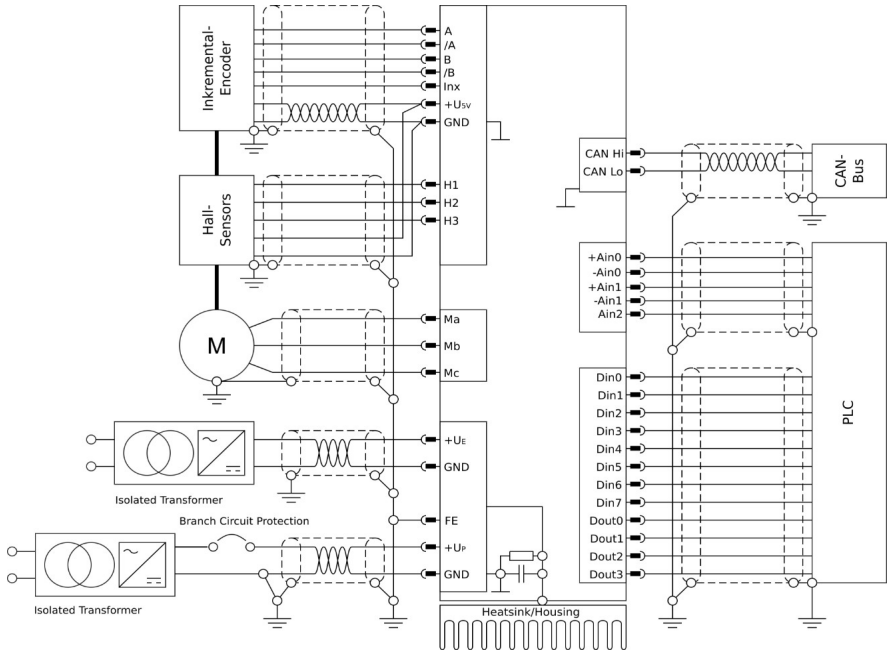 Inkremental-
Encoder
A
/A
B
/B
Inx
+U5V
GND
Hall-
Sensors
H1
H2
H3
M
Ma
Mb
Mc
+UE
GND
Isolated Transformer
Branch Circuit Protection
FE
+UP
GND
Isolated Transformer
Heatsink/Housing
CAN Hi
CAN Lo
CAN-
Bus
+Ain0
-Ain0
+Ain1
-Ain1
Ain2
Din0
Din1
Din2
Din3
Din4
Din5
Din6
Din7
Dout0
Dout1
Dout2
Dout3
PLC